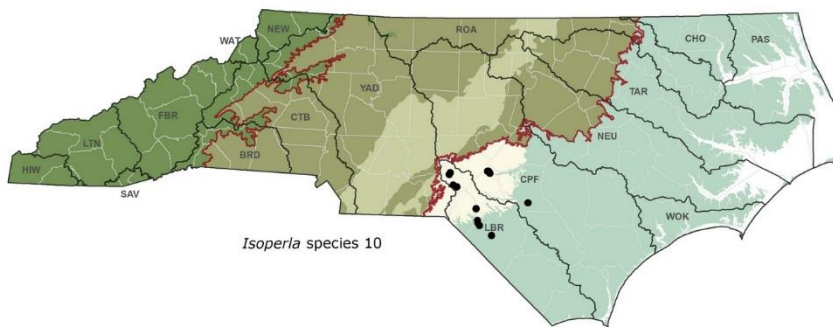 NEW
ROA
CHO
PAS
WAT
TAR
YAD
FBR
CTB
NEU
LTN
BRD
HIW
CPF
SAV
WOK
LBR
Isoperla species 10